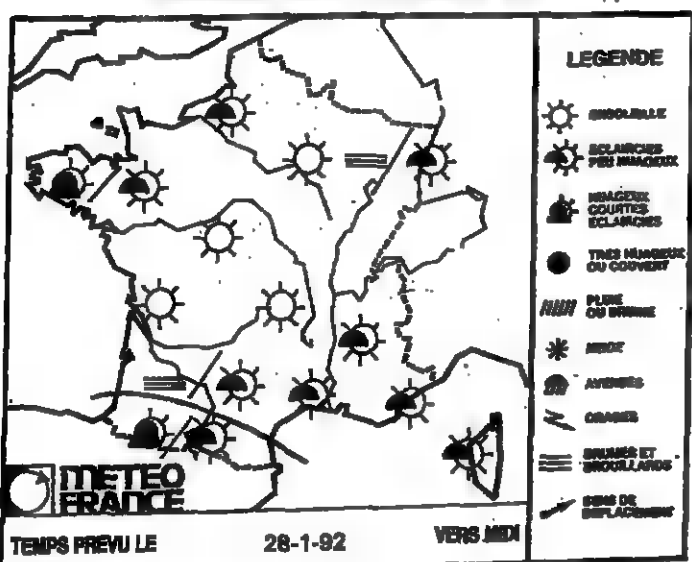 LEGENDE
ENSOLEILLE
ECLAIRCIES
PEU NUAGEUX
NUAGEUX
COURTES
ECLAIRCIES
TRES NUAGEUX
OU COUVERT
PLUIE
OU BRUINE
NEIGE
AVERSES
ORAGES
BRUMES ET
BROUILLARDS
SENS DE
DEPLACEMENT
METEO
FRANCE
TEMPS PREVU LE 28-1-92 VERS MIDI